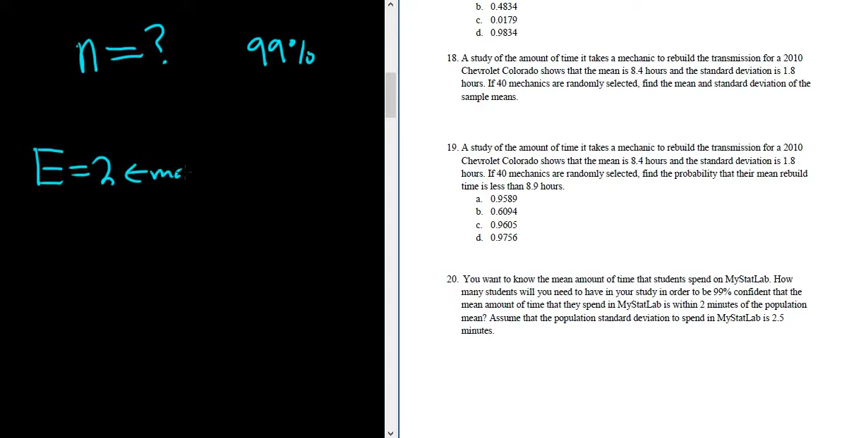 n = ? 99%
E = 2 ←
b. 0.4834
c. 0.0179
d. 0.9834
18. A study of the amount of time it takes a mechanic to rebuild the transmission for a 2010
Chevrolet Colorado shows that the mean is 8.4 hours and the standard deviation is 1.8
hours. If 40 mechanics are randomly selected, find the mean and standard deviation of the
sample means.
19. A study of the amount of time it takes a mechanic to rebuild the transmission for a 2010
Chevrolet Colorado shows that the mean is 8.4 hours and the standard deviation is 1.8
hours. If 40 mechanics are randomly selected, find the probability that their mean rebuild
time is less than 8.9 hours.
a. 0.9589
b. 0.6094
c. 0.9605
d. 0.9756
20. You want to know the mean amount of time that students spend on MyStatLab. How
many students will you need to have in your study in order to be 99% confident that the
mean amount of time that they spend in MyStatLab is within 2 minutes of the population
mean? Assume that the population standard deviation to spend in MyStatLab is 2.5
minutes.